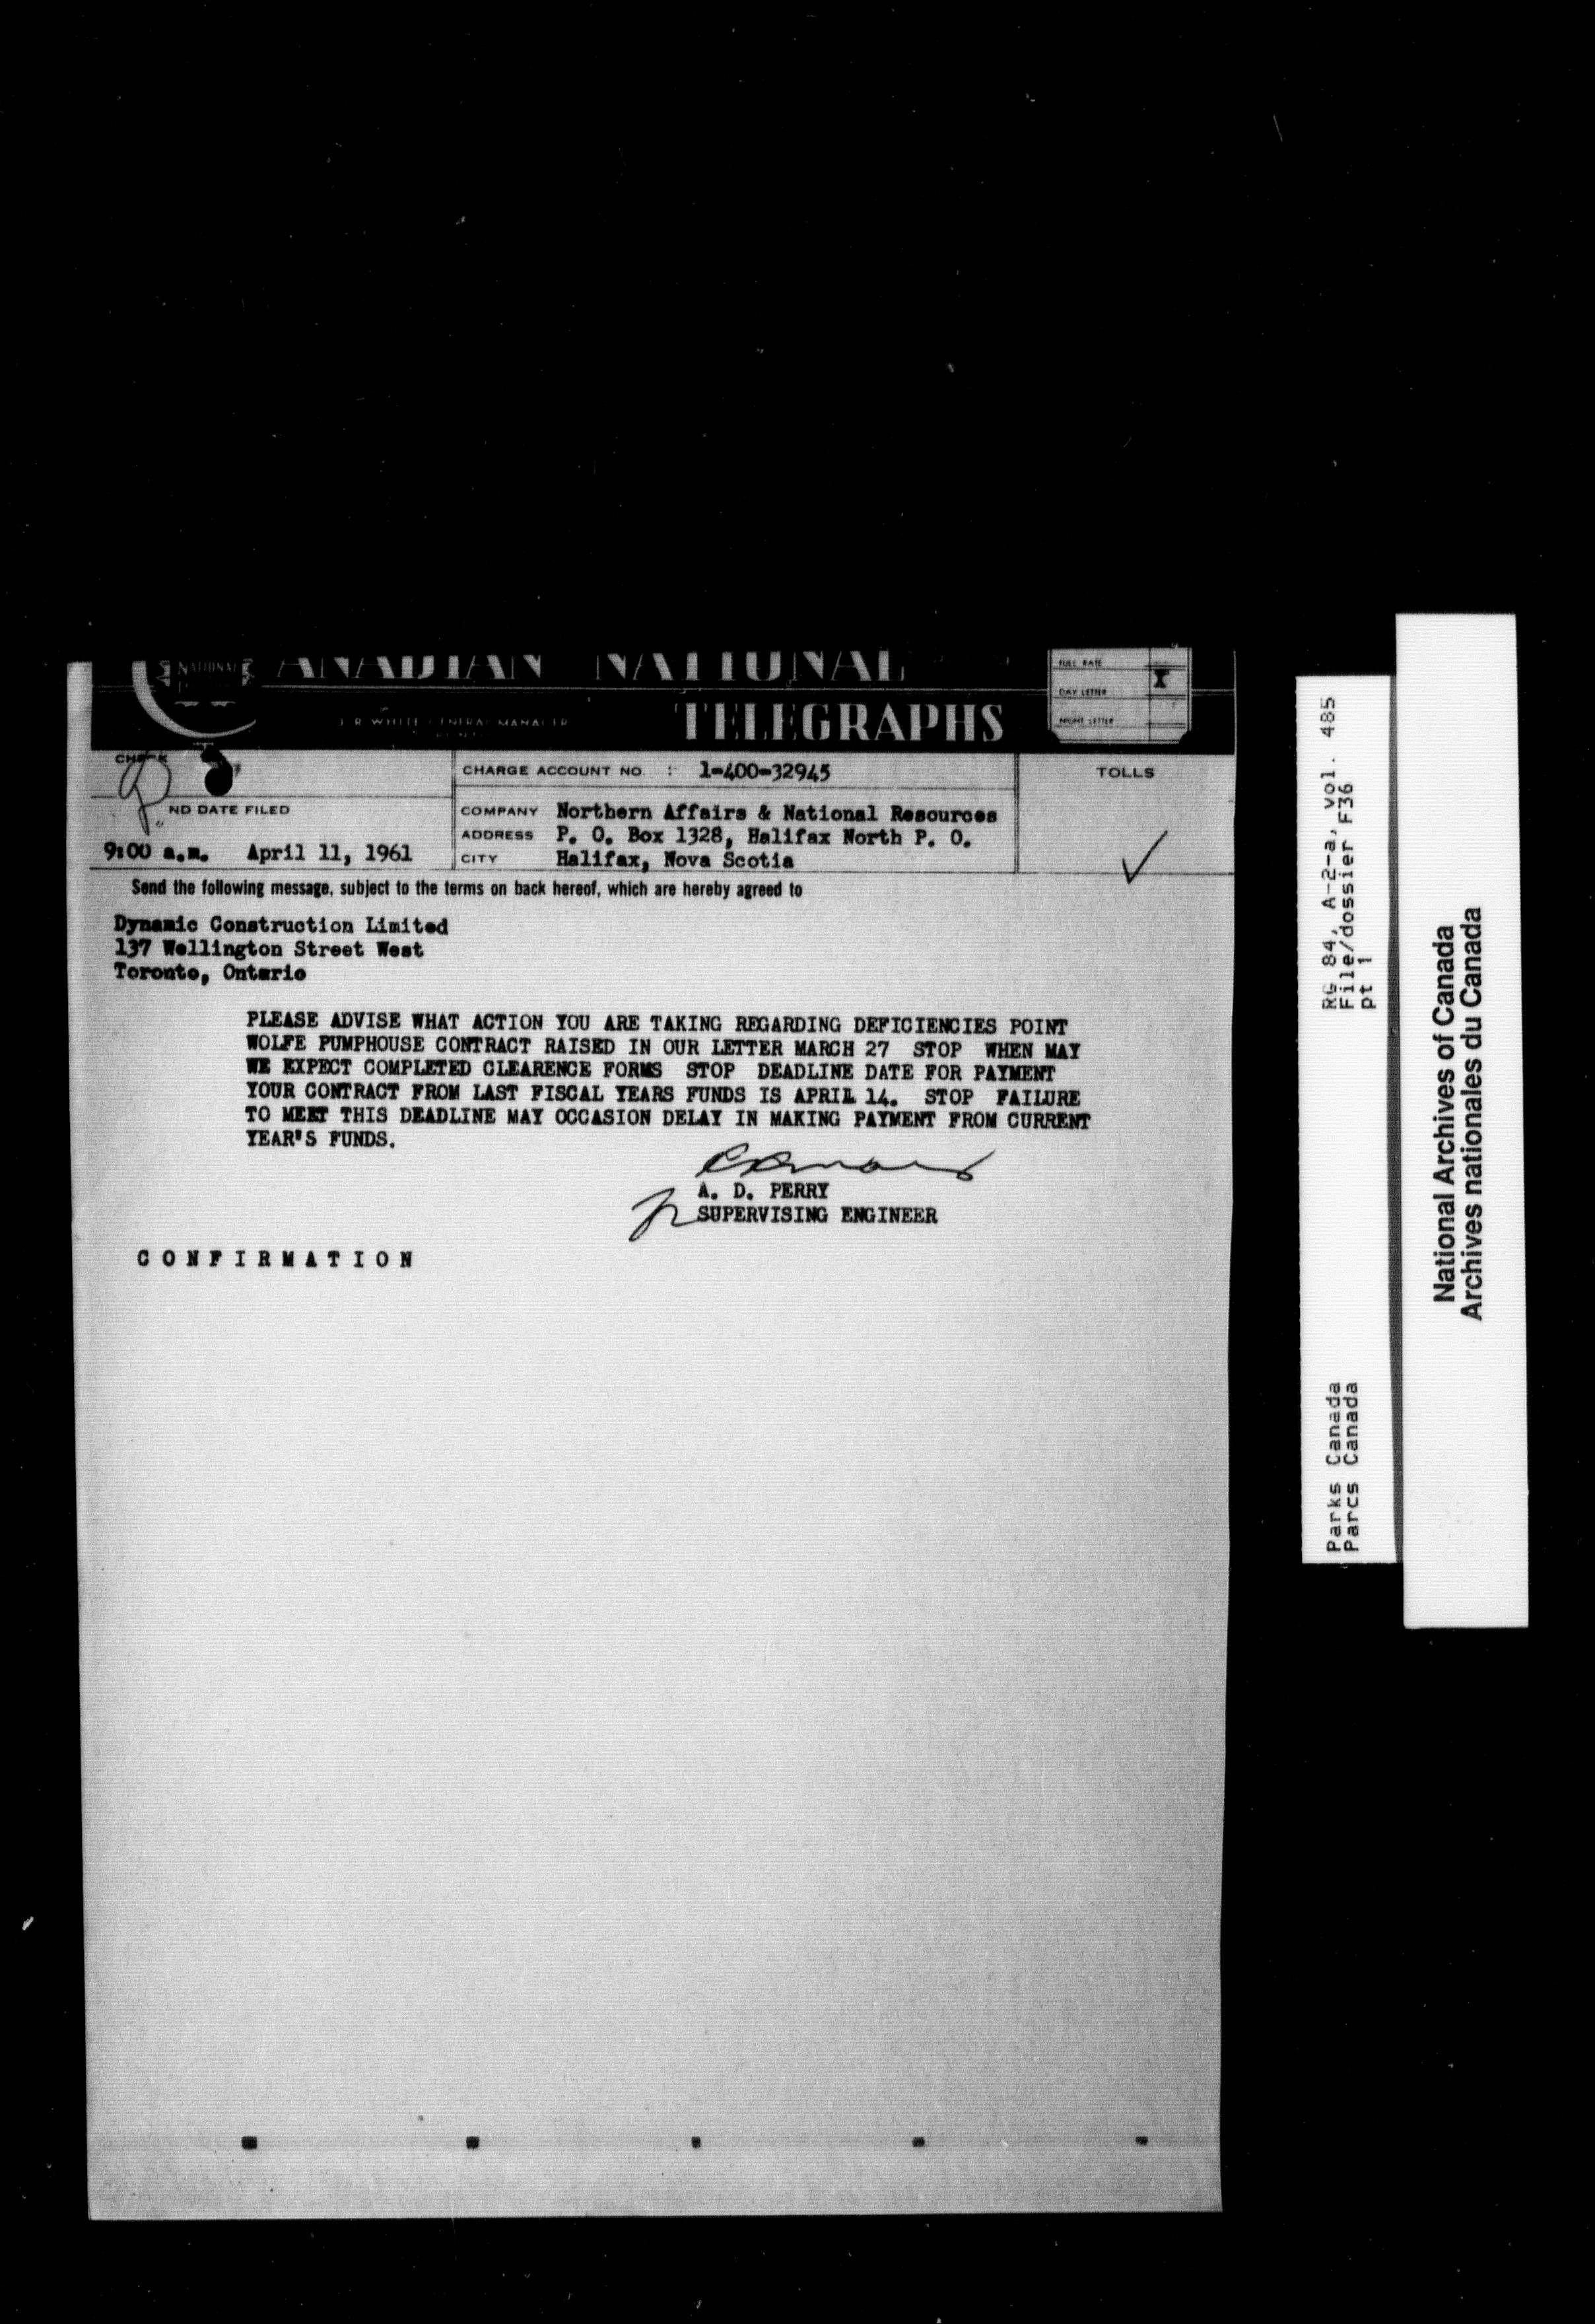 CANADIAN NATIONAL
TELEGRAPHS
NATIONAL
J. R. WHITE GENERAL MANAGER
FULL RATE
DAY LETTER X
NIGHT LETTER
CHECK
CHARGE ACCOUNT NO. : 1-400-32945
TOLLS
ND DATE FILED
9:00 a.m. April 11, 1961
COMPANY Northern Affairs & National Resources
ADDRESS P. O. Box 1328, Halifax North P. O.
CITY Halifax, Nova Scotia
Send the following message, subject to the terms on back hereof, which are hereby agreed to
Dynamic Construction Limited
137 Wellington Street West
Toronto, Ontario
PLEASE ADVISE WHAT ACTION YOU ARE TAKING REGARDING DEFICIENCIES POINT
WOLFE PUMPHOUSE CONTRACT RAISED IN OUR LETTER MARCH 27 STOP WHEN MAY
WE EXPECT COMPLETED CLEARENCE FORMS STOP DEADLINE DATE FOR PAYMENT
YOUR CONTRACT FROM LAST FISCAL YEARS FUNDS IS APRIL 14. STOP FAILURE
TO MEET THIS DEADLINE MAY OCCASION DELAY IN MAKING PAYMENT FROM CURRENT
YEAR'S FUNDS.
A. D. PERRY
SUPERVISING ENGINEER
C O N F I R M A T I O N
RG 84, A-2-a, vol. 485
File/dossier F36
pt 1
Parks Canada
Parcs Canada
National Archives of Canada
Archives nationales du Canada